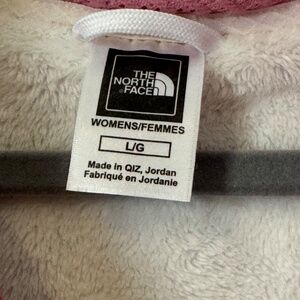 THE
NORTH
FACE
WOMENS/FEMMES
L/G
Made in QIZ, Jordan
Fabriqué en Jordanie